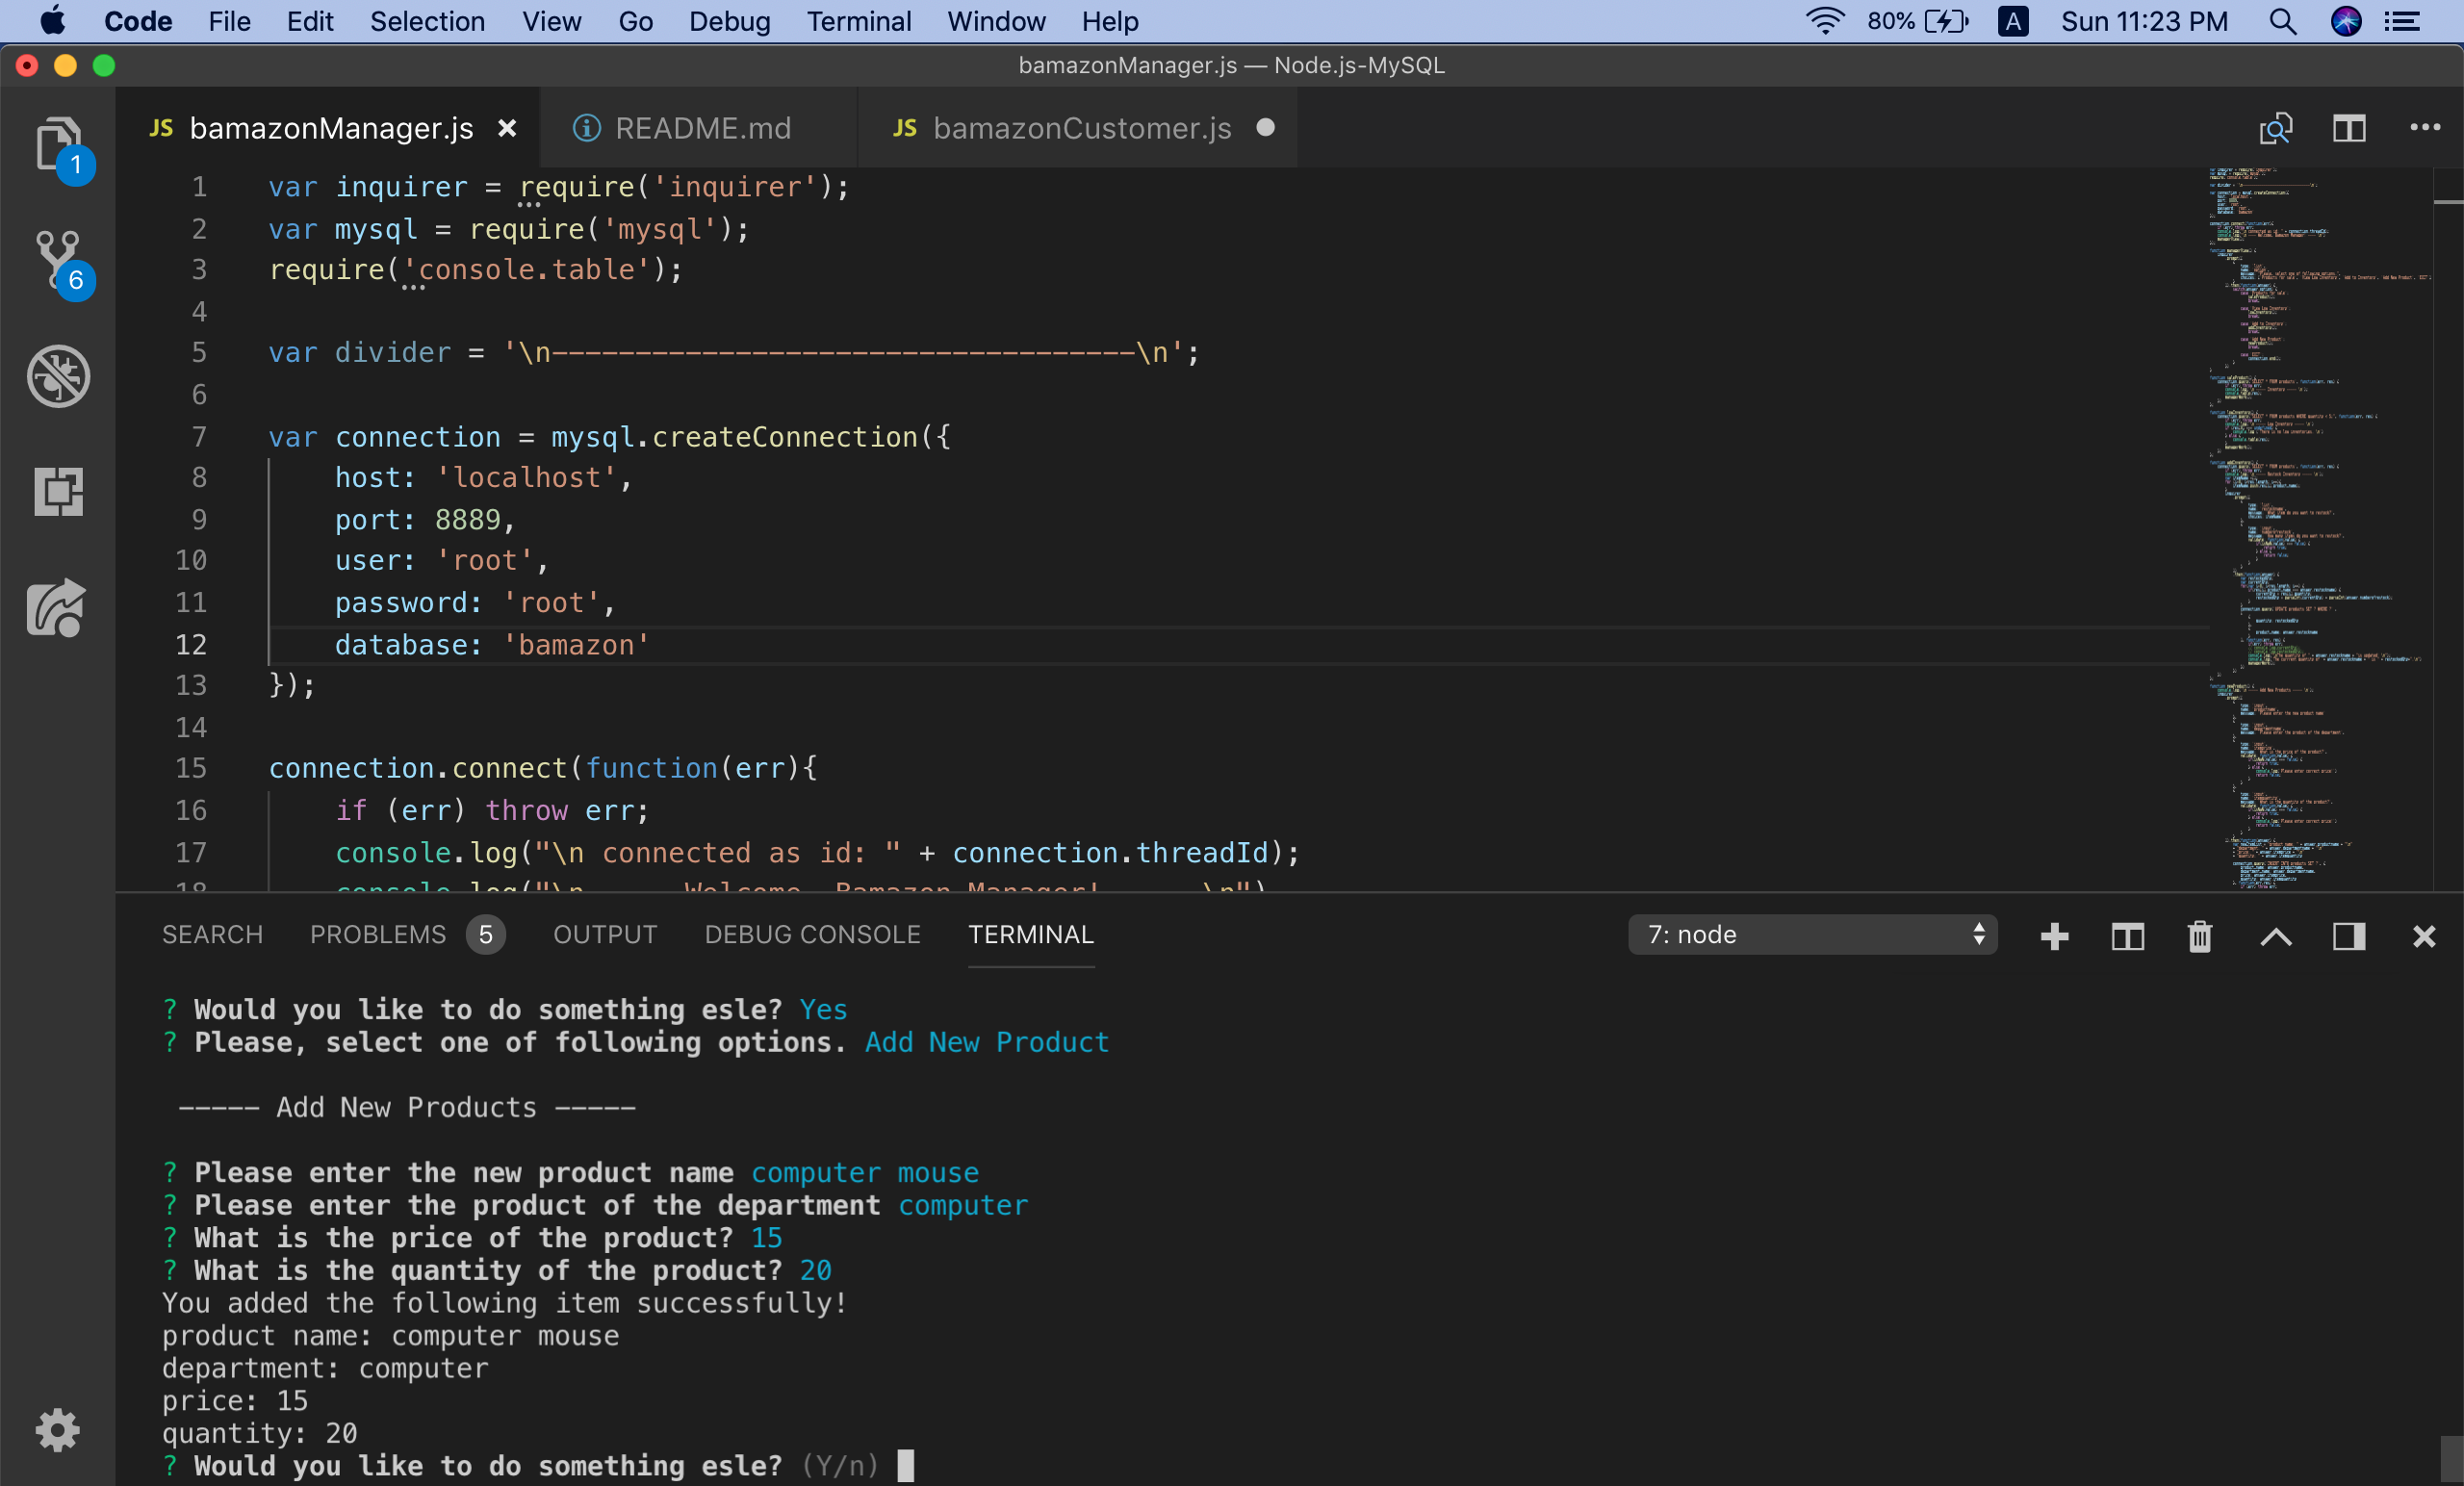 Code File Edit Selection View Go Debug Terminal Window Help 80% A Sun 11:23 PM
bamazonManager.js — Node.js-MySQL
JS bamazonManager.js README.md JS bamazonCustomer.js
1
6
1 var inquirer = require('inquirer');
2 var mysql = require('mysql');
3 require('console.table');
4
5 var divider = '\n-----------------------------------\n';
6
7 var connection = mysql.createConnection({
8 host: 'localhost',
9 port: 8889,
10 user: 'root',
11 password: 'root',
12 database: 'bamazon'
13 });
14
15 connection.connect(function(err){
16 if (err) throw err;
17 console.log("\n connected as id: " + connection.threadId);
18 console.log("\n ----- Welcome, Bamazon Manager! ----- \n")
SEARCH PROBLEMS 5 OUTPUT DEBUG CONSOLE TERMINAL 7: node
? Would you like to do something esle? Yes
? Please, select one of following options. Add New Product
----- Add New Products -----
? Please enter the new product name computer mouse
? Please enter the product of the department computer
? What is the price of the product? 15
? What is the quantity of the product? 20
You added the following item successfully!
product name: computer mouse
department: computer
price: 15
quantity: 20
? Would you like to do something esle? (Y/n)